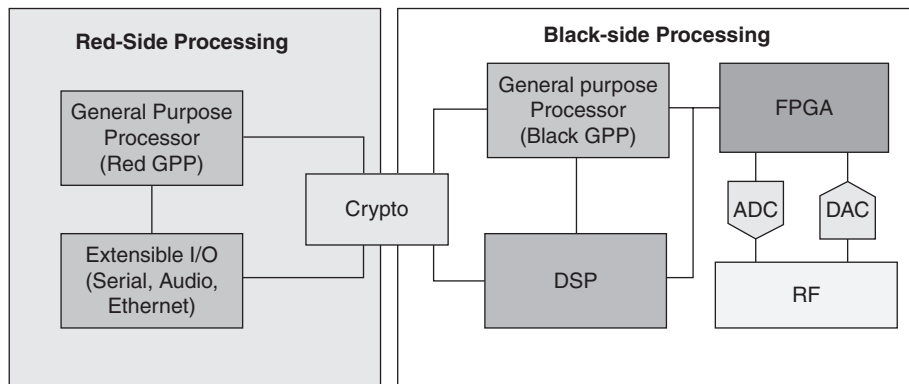 Red-Side Processing
General Purpose
Processor
(Red GPP)
Extensible I/O
(Serial, Audio,
Ethernet)
Crypto
Black-side Processing
General purpose
Processor
(Black GPP)
DSP
FPGA
ADC
DAC
RF